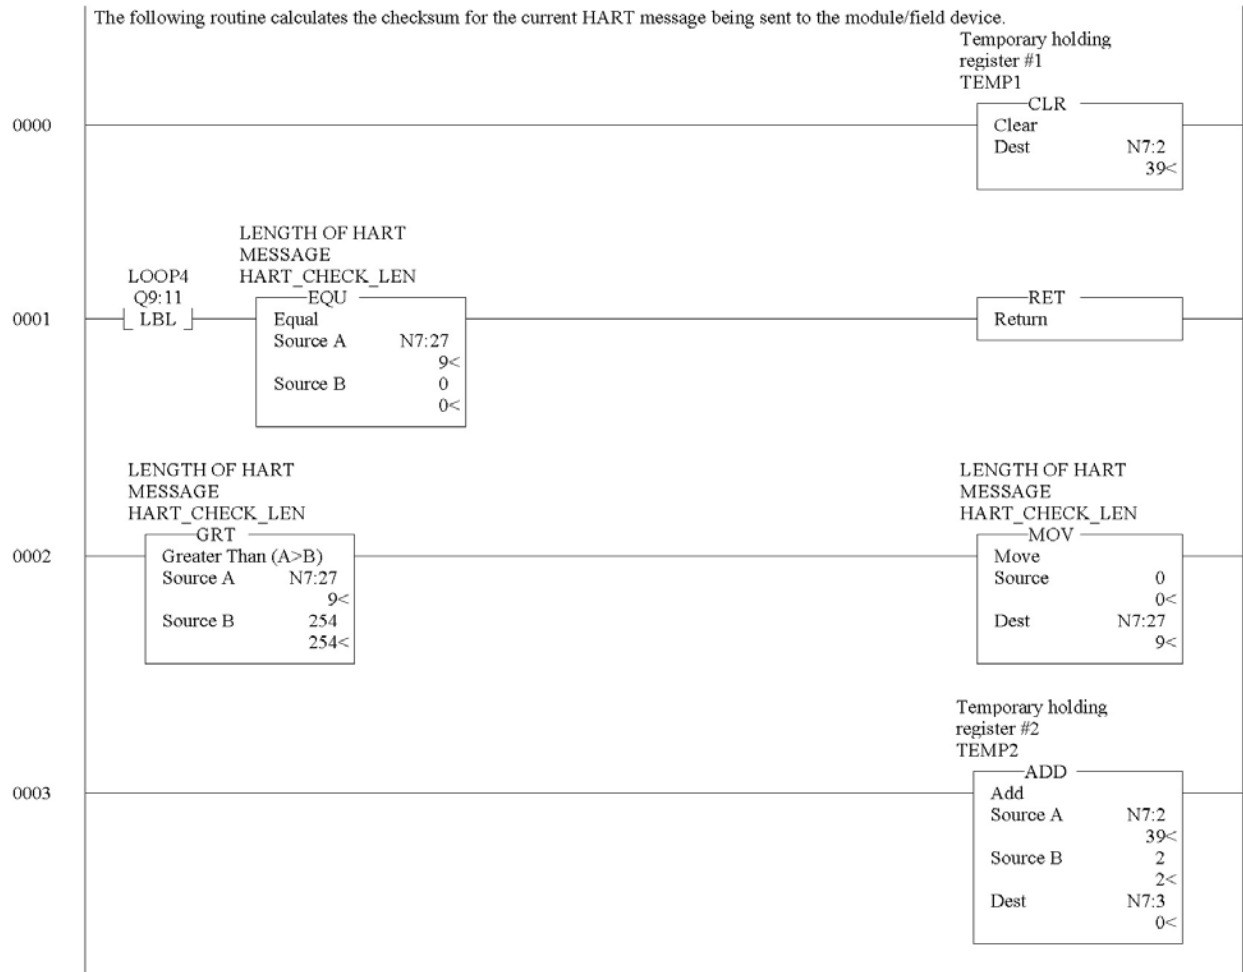 The following routine calculates the checksum for the current HART message being sent to the module/field device.
Temporary holding
register #1
TEMP1
CLR
0000
Clear
Dest N7:2
39<
LENGTH OF HART
MESSAGE
HART_CHECK_LEN
LOOP4
Q9:11
EQU
RET
0001
LBL
Equal
Return
Source A N7:27
9<
Source B 0
0<
LENGTH OF HART
MESSAGE
HART_CHECK_LEN
GRT
LENGTH OF HART
MESSAGE
HART_CHECK_LEN
MOV
0002
Greater Than (A>B)
Source A N7:27
9<
Source B 254
254<
Move
Source 0
0<
Dest N7:27
9<
Temporary holding
register #2
TEMP2
ADD
0003
Add
Source A N7:2
39<
Source B 2
2<
Dest N7:3
0<